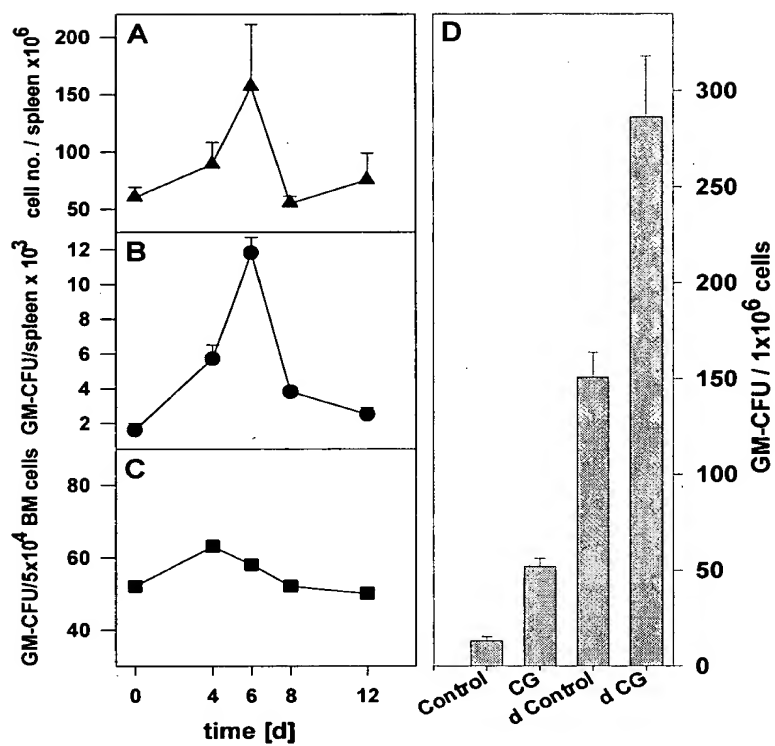 A
cell no. / spleen x10⁶
200
150
100
50
B
GM-CFU/spleen x 10³
12
8
6
4
2
C
GM-CFU/5x10⁴ BM cells
80
60
40
0
4
6
8
12
time [d]
D
GM-CFU / 1x10⁶ cells
300
250
200
150
100
50
0
Control
CG
d Control
d CG